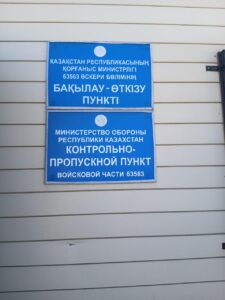 ҚАЗАҚСТАН РЕСПУБЛИКАСЫНЫҢ
ҚОРҒАНЫС МИНИСТРЛІГІ
63563 ӘСКЕРИ БӨЛІМІНІҢ
БАҚЫЛАУ - ӨТКІЗУ
ПУНКТІ
МИНИСТЕРСТВО ОБОРОНЫ
РЕСПУБЛИКИ КАЗАХСТАН
КОНТРОЛЬНО-
ПРОПУСКНОЙ ПУНКТ
ВОЙСКОВОЙ ЧАСТИ 63563